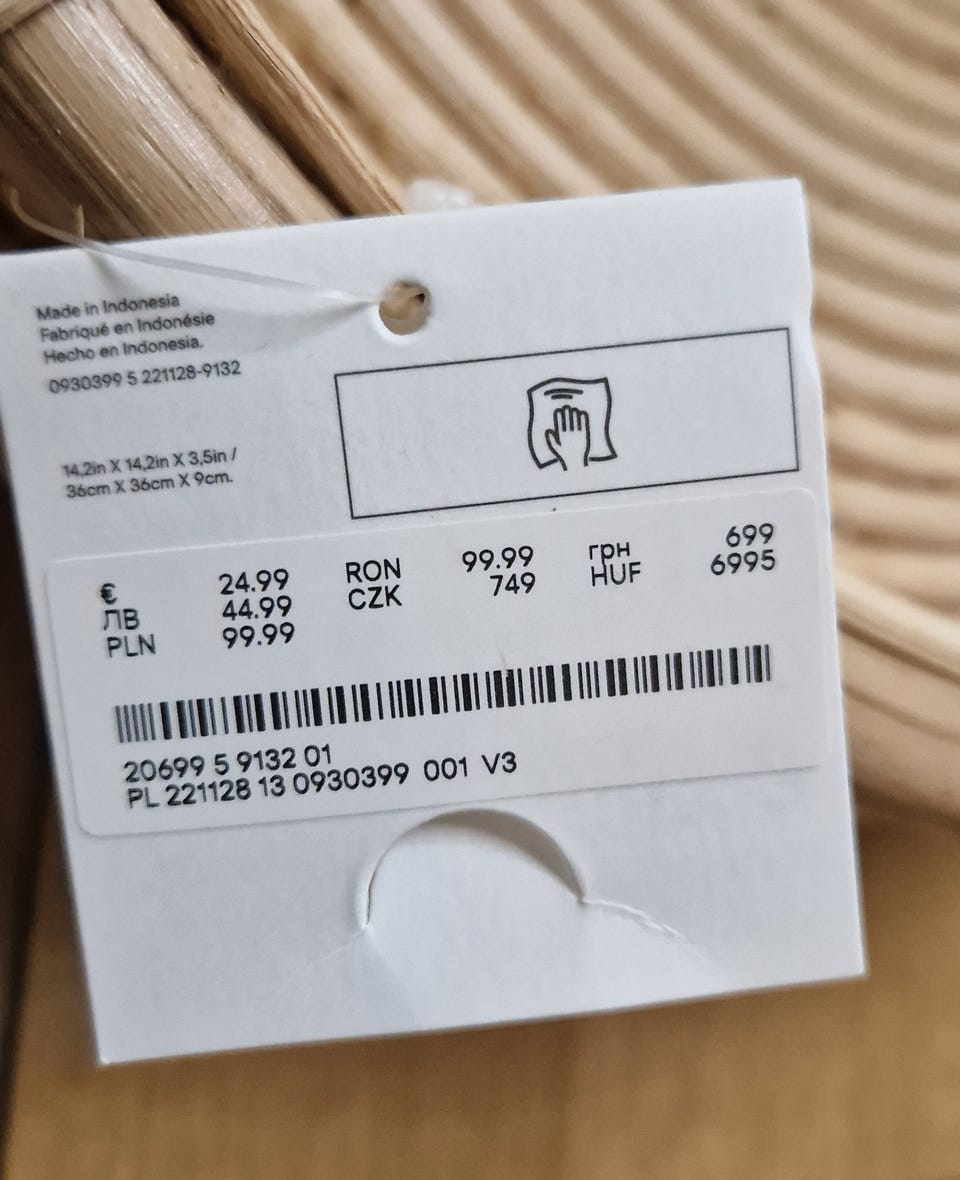 Made in Indonesia
Fabriqué en Indonésie
Hecho en Indonesia.
0930399 5 221128-9132
14,2in X 14,2in X 3,5in /
36cm X 36cm X 9cm.
€ 24.99 RON 99.99 грн 699
ЛВ 44.99 CZK 749 HUF 6995
PLN 99.99
20699 5 9132 01
PL 221128 13 0930399 001 V3